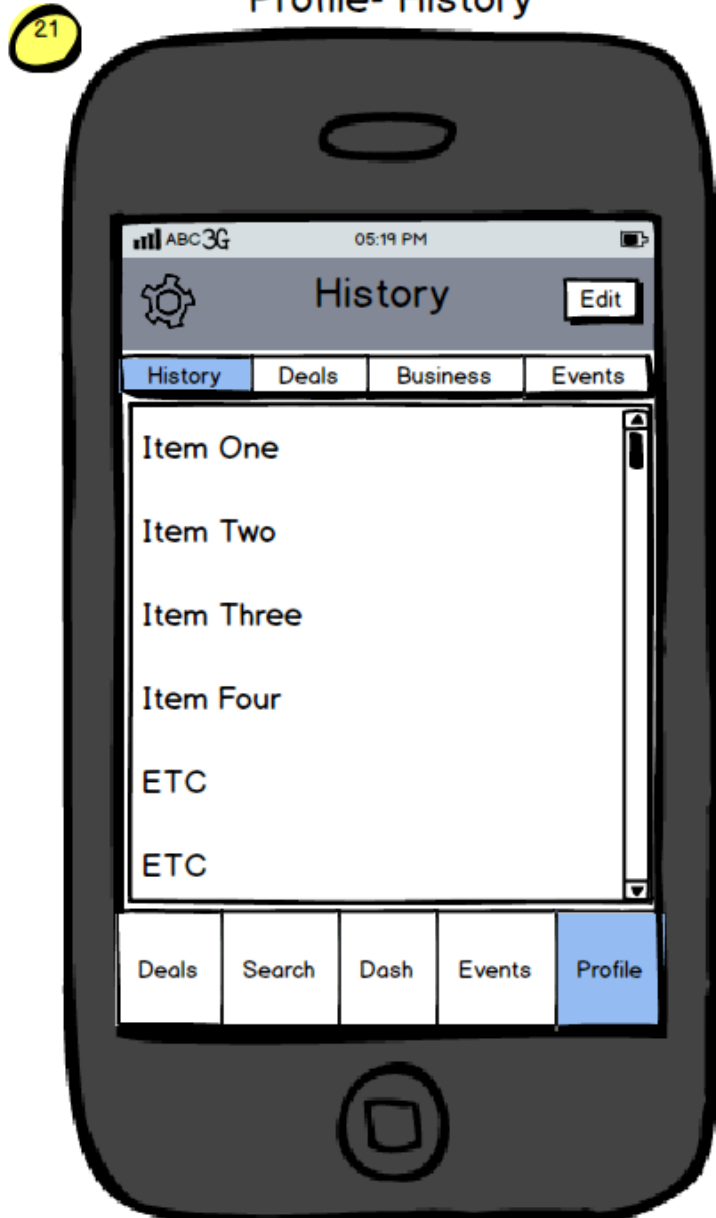 Profile- History
21
ABC 3G 05:19 PM
History Edit
History Deals Business Events
Item One
Item Two
Item Three
Item Four
ETC
ETC
Deals Search Dash Events Profile